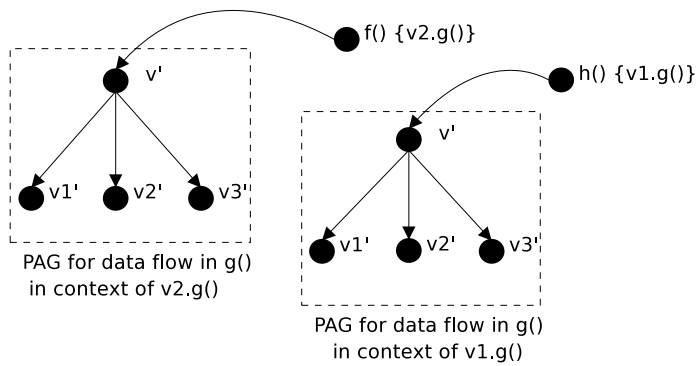 f() {v2.g()}
v'
v1' v2' v3'
PAG for data flow in g()
in context of v2.g()
h() {v1.g()}
v'
v1' v2' v3'
PAG for data flow in g()
in context of v1.g()